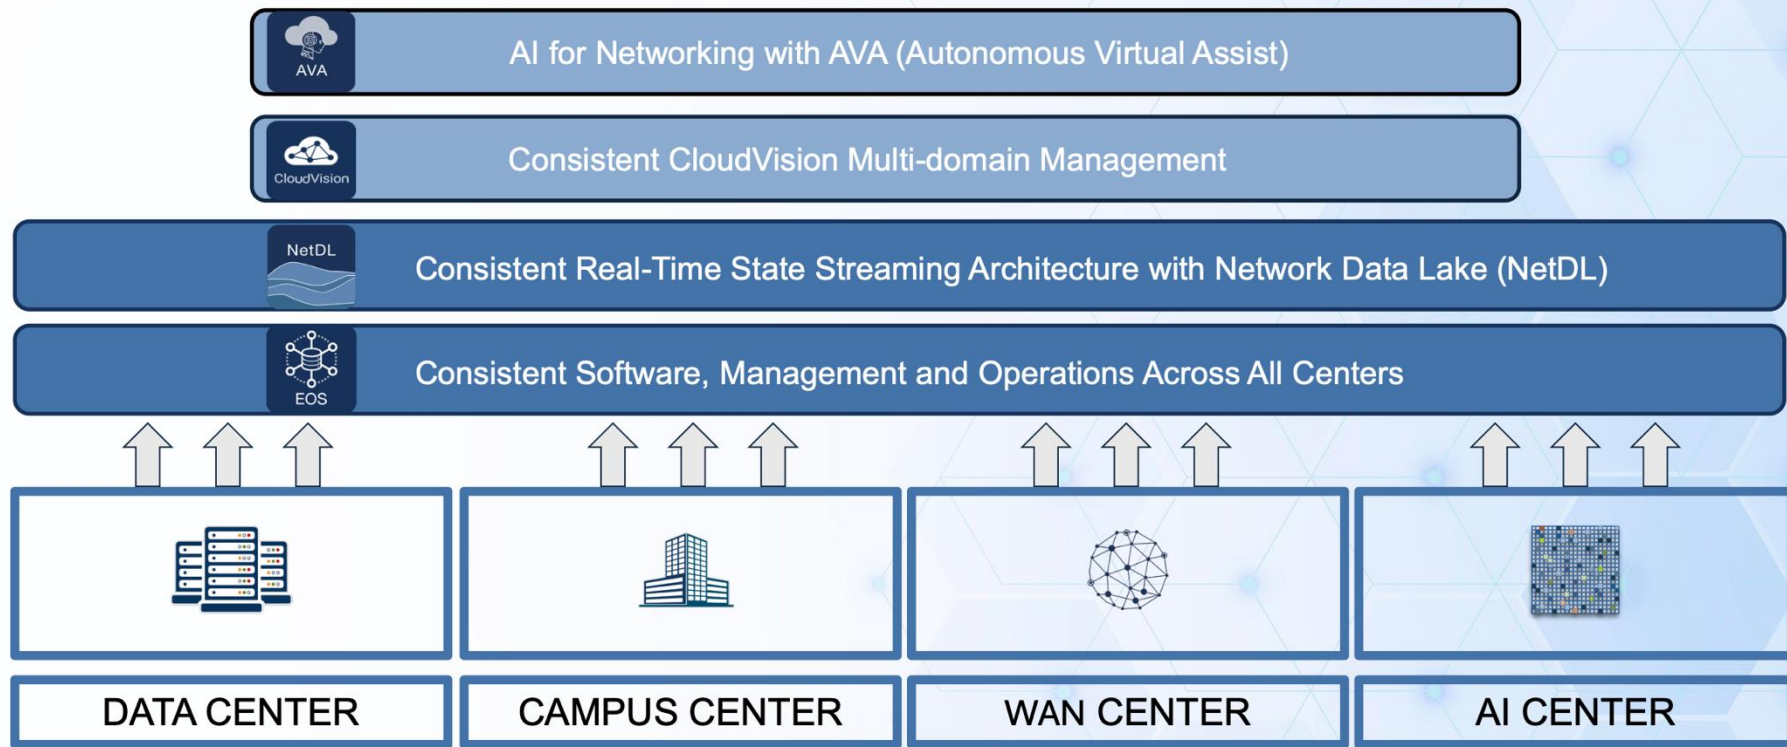 AVA
AI for Networking with AVA (Autonomous Virtual Assist)
CloudVision
Consistent CloudVision Multi-domain Management
NetDL
Consistent Real-Time State Streaming Architecture with Network Data Lake (NetDL)
EOS
Consistent Software, Management and Operations Across All Centers
DATA CENTER
CAMPUS CENTER
WAN CENTER
AI CENTER